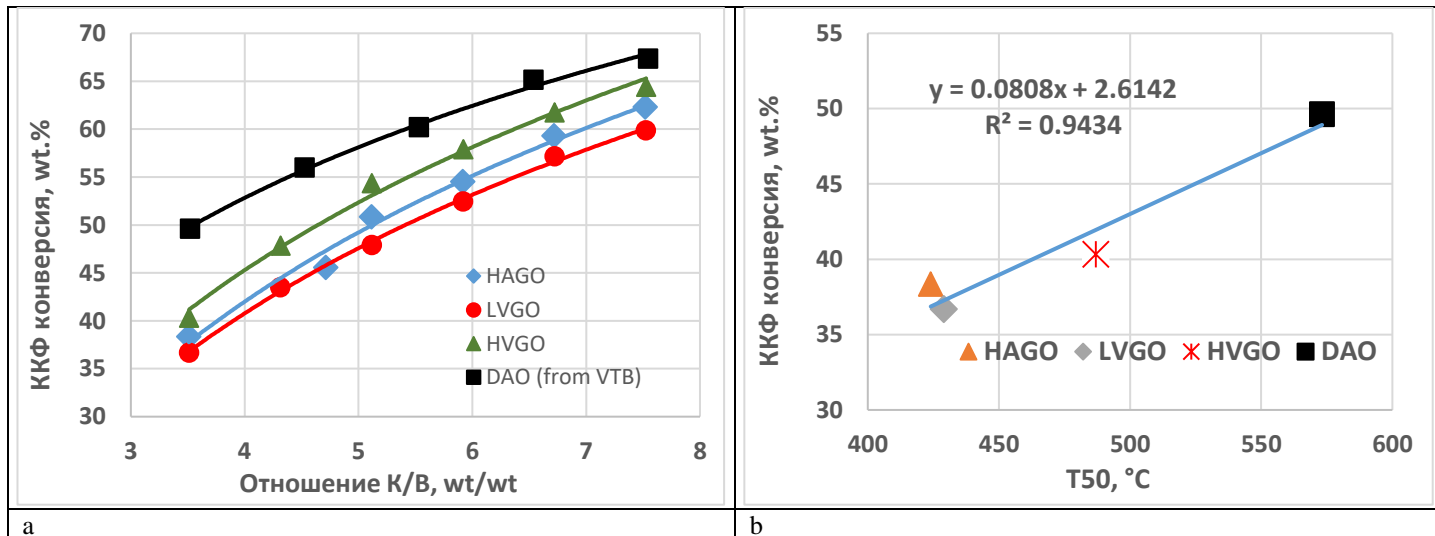 70
65
60
55
50
45
40
35
30
3
4
5
6
7
8
ККФ конверсия, wt.%
Отношение К/В, wt/wt
HAGO
LVGO
HVGO
DAO (from VTB)
a
55
50
45
40
35
30
400
450
500
550
600
ККФ конверсия, wt.%
T50, °C
y = 0.0808x + 2.6142
R² = 0.9434
HAGO LVGO HVGO DAO
b